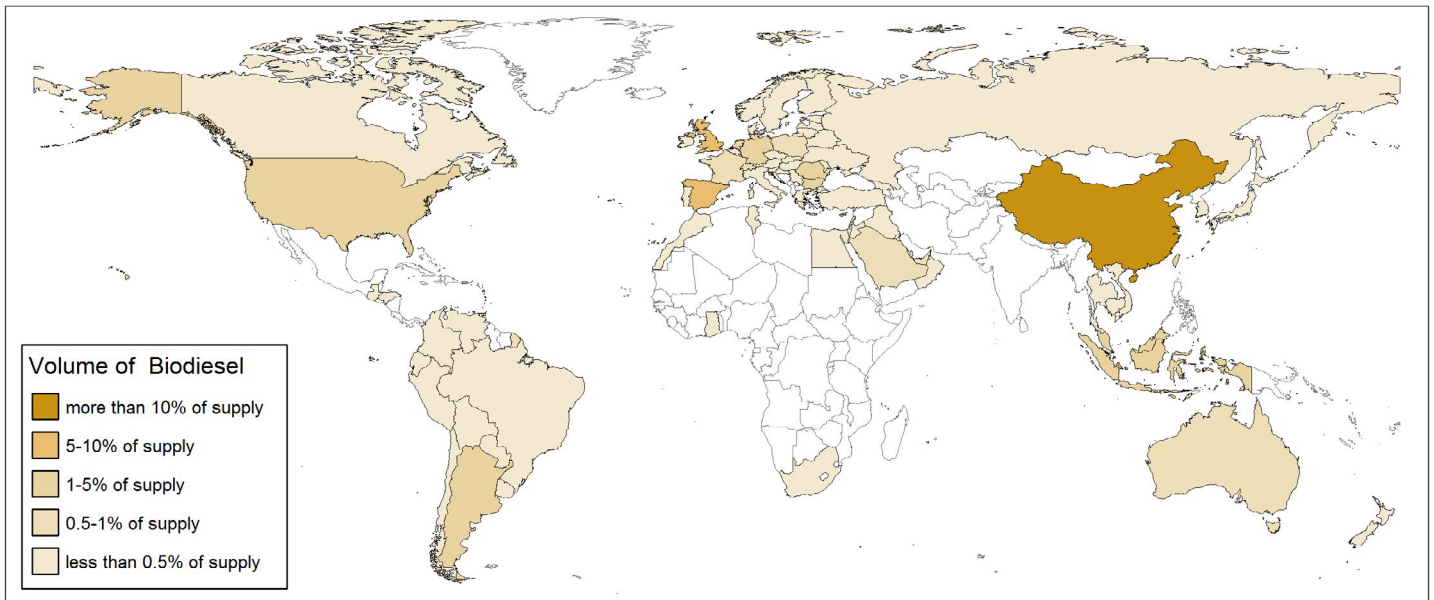 Volume of Biodiesel
more than 10% of supply
5-10% of supply
1-5% of supply
0.5-1% of supply
less than 0.5% of supply